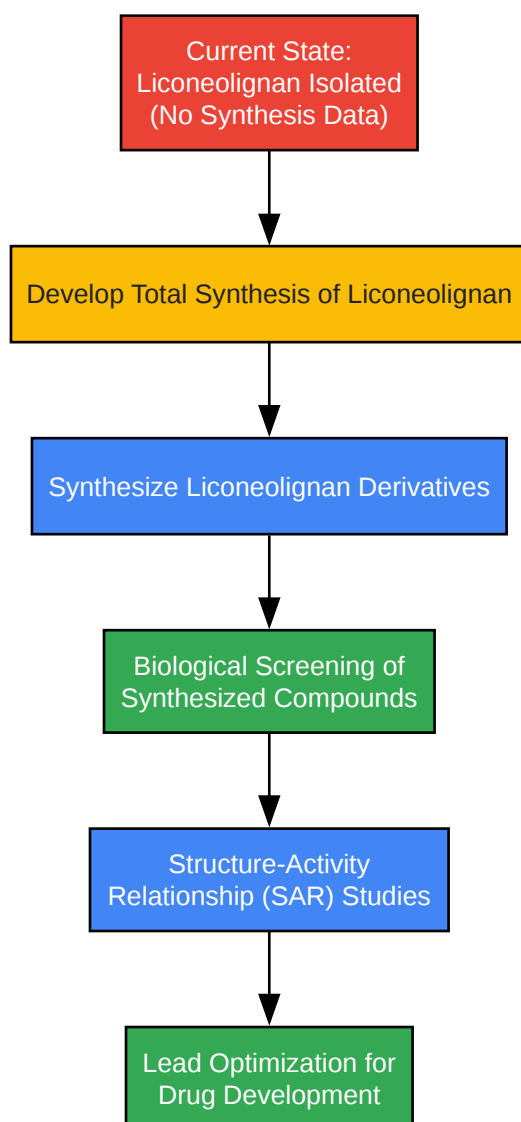 Current State:
Liconeolignan Isolated
(No Synthesis Data)
Develop Total Synthesis of Liconeolignan
Synthesize Liconeolignan Derivatives
Biological Screening of
Synthesized Compounds
Structure-Activity
Relationship (SAR) Studies
Lead Optimization for
Drug Development